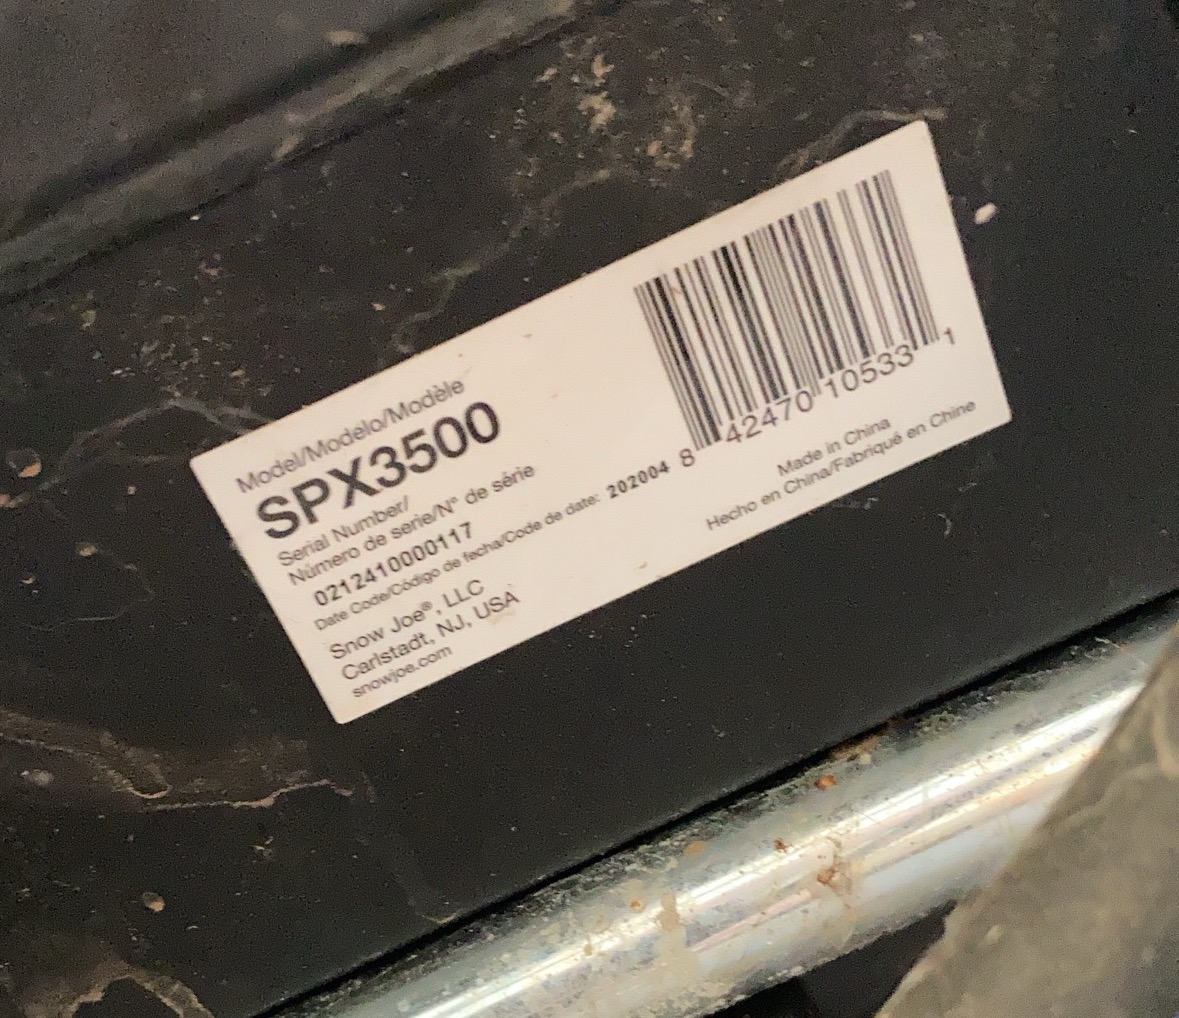 Model/Modelo/Modèle
SPX3500
Serial Number/
Número de serie/N° de série
0212410000117
Date Code/Código de fecha/Code de date: 202004
Snow Joe®, LLC
Carlstadt, NJ, USA
snowjoe.com
8 42470 10533 1
Made in China
Hecho en China/Fabriqué en Chine